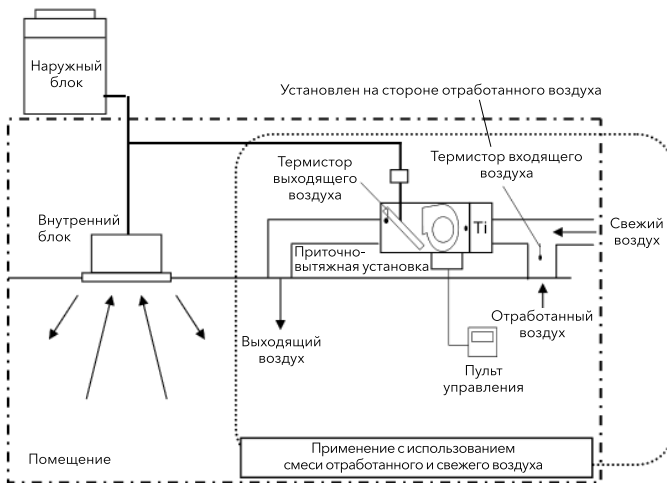 Наружный
блок
Установлен на стороне отработанного воздуха
Термистор
выходящего
воздуха
Термистор входящего
воздуха
Внутренний
блок
Ti
Свежий
воздух
Приточно-
вытяжная установка
Выходящий
воздух
Отработанный
воздух
Пульт
управления
Помещение
Применение с использованием
смеси отработанного и свежего воздуха